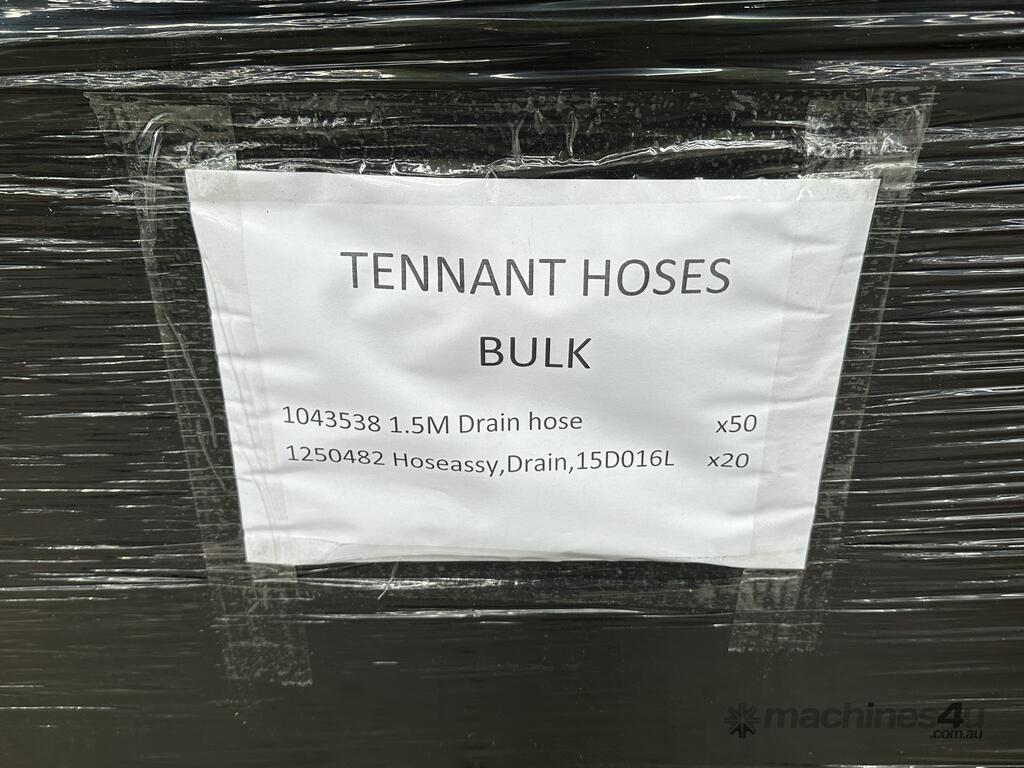 TENNANT HOSES
BULK
1043538 1.5M Drain hose x50
1250482 Hoseassy,Drain,15D016L x20
machines4u
.com.au